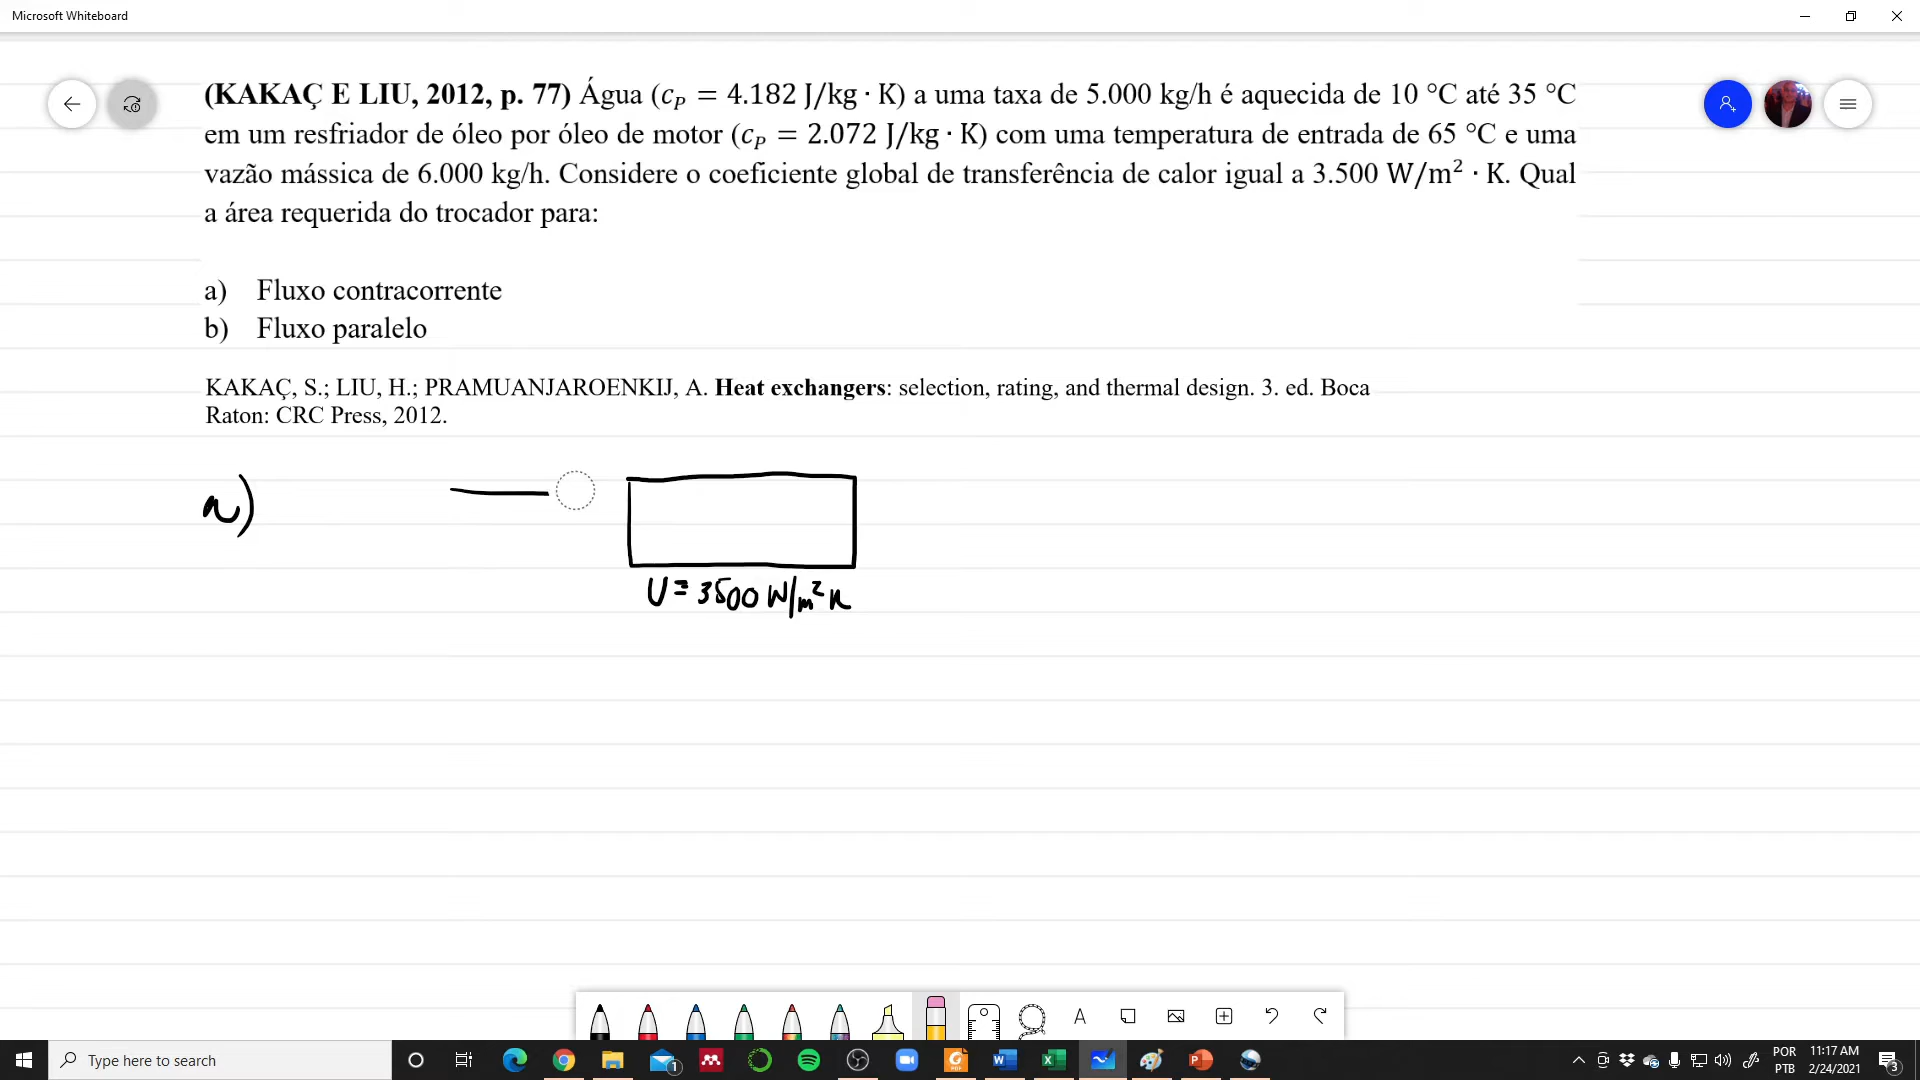 Microsoft Whiteboard
(KAKAÇ E LIU, 2012, p. 77) Água (c_P = 4.182 J/kg · K) a uma taxa de 5.000 kg/h é aquecida de 10 °C até 35 °C
em um resfriador de óleo por óleo de motor (c_P = 2.072 J/kg · K) com uma temperatura de entrada de 65 °C e uma
vazão mássica de 6.000 kg/h. Considere o coeficiente global de transferência de calor igual a 3.500 W/m² · K. Qual
a área requerida do trocador para:
a) Fluxo contracorrente
b) Fluxo paralelo
KAKAÇ, S.; LIU, H.; PRAMUANJAROENKIJ, A. Heat exchangers: selection, rating, and thermal design. 3. ed. Boca
Raton: CRC Press, 2012.
a)
U = 3500 W/m² K
A
Type here to search
1
POR
PTB
11:17 AM
2/24/2021
3